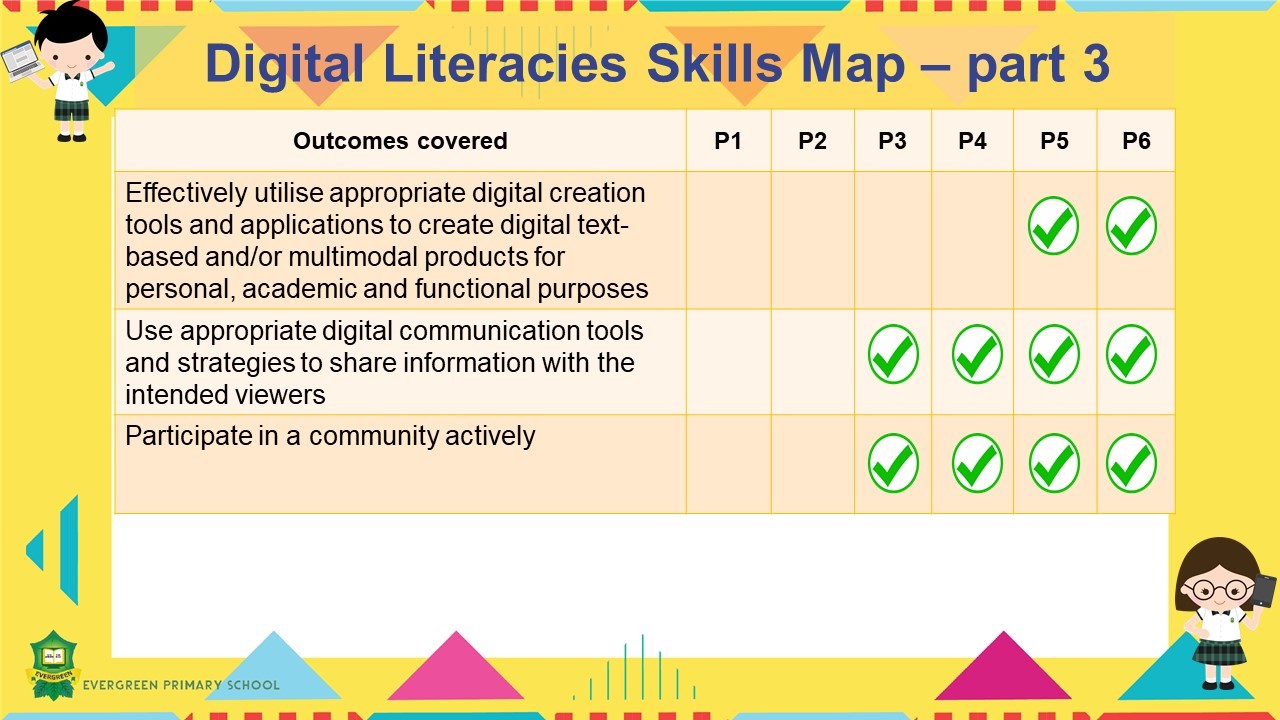 Digital Literacies Skills Map – part 3
Outcomes covered P1 P2 P3 P4 P5 P6
Effectively utilise appropriate digital creation
tools and applications to create digital text-
based and/or multimodal products for
personal, academic and functional purposes
Use appropriate digital communication tools
and strategies to share information with the
intended viewers
Participate in a community actively
EVERGREEN
EVERGREEN PRIMARY SCHOOL